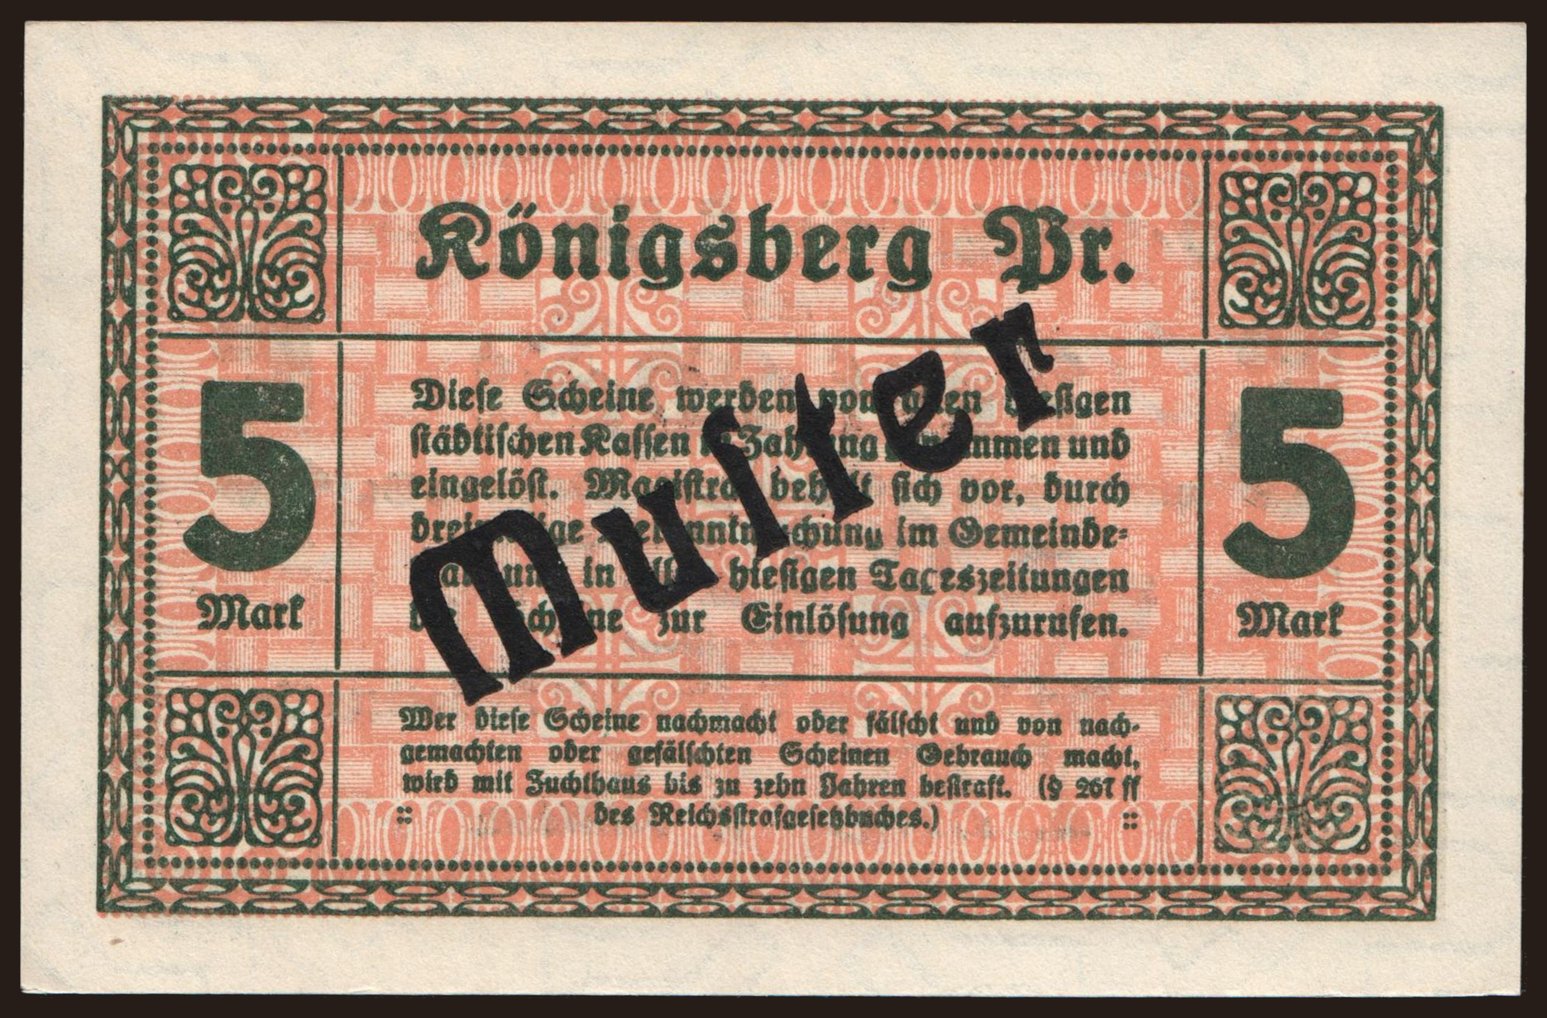 Königsberg Pr.
5
Mark
Diese Scheine werden von allen hiesigen
städtischen Kassen in Zahlung genommen und
eingelöst. Magistrat behält sich vor, durch
dreimalige Bekanntmachung im Gemeinde-
und in hiesigen Tageszeitungen
die Scheine zur Einlösung aufzurufen.
5
Mark
Muster
Wer diese Scheine nachmacht oder fälscht und von nach-
gemachten oder gefälschten Scheinen Gebrauch macht,
wird mit Zuchthaus bis zu zehn Jahren bestraft. (§ 267 ff
:: des Reichsstrafgesetzbuches.) ::